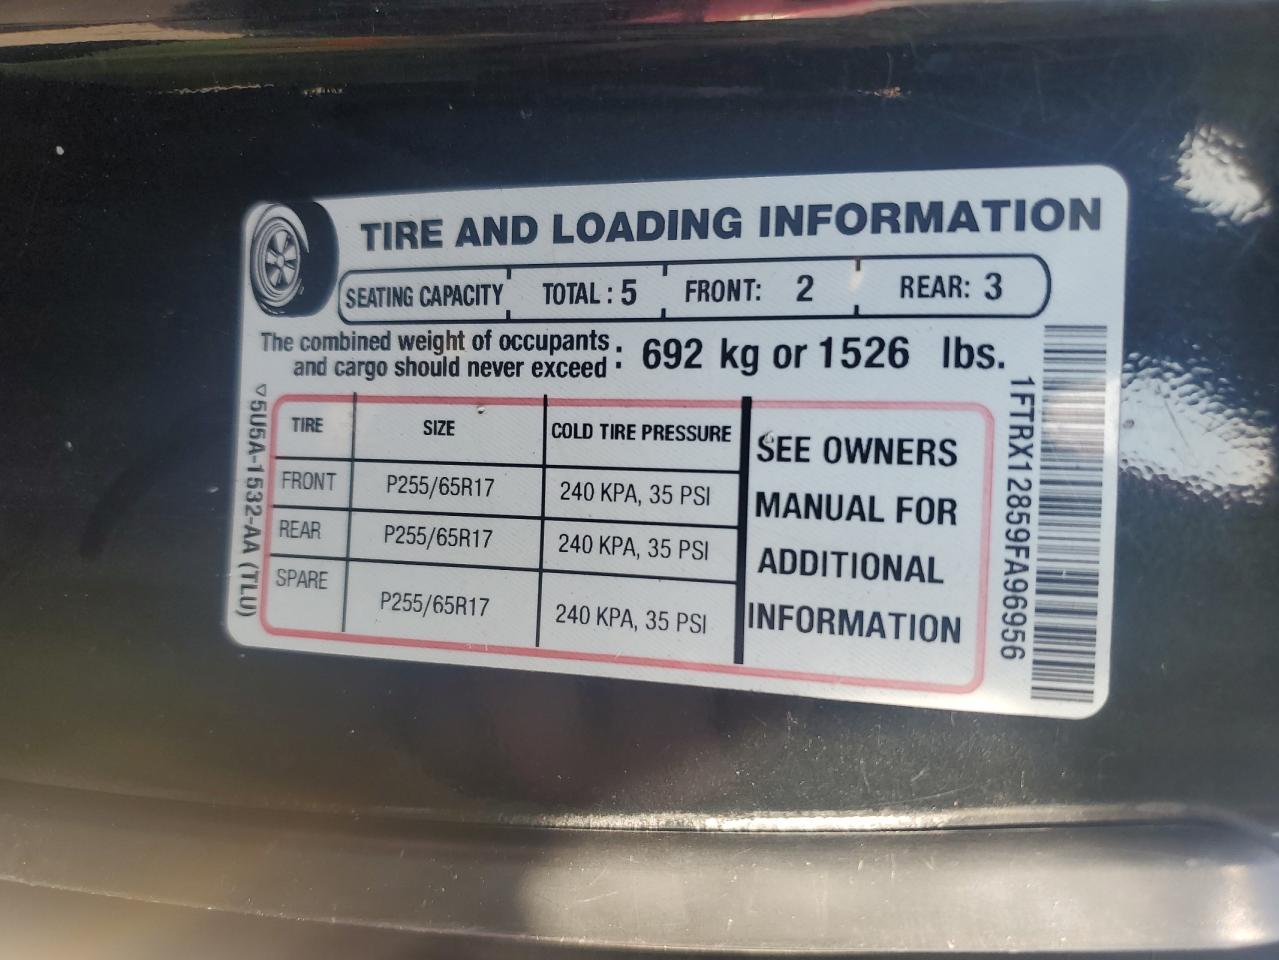 TIRE AND LOADING INFORMATION
SEATING CAPACITY TOTAL : 5 FRONT: 2 REAR: 3
The combined weight of occupants
and cargo should never exceed : 692 kg or 1526 lbs.
TIRE SIZE COLD TIRE PRESSURE
FRONT P255/65R17 240 KPA, 35 PSI
REAR P255/65R17 240 KPA, 35 PSI
SPARE P255/65R17 240 KPA, 35 PSI
SEE OWNERS
MANUAL FOR
ADDITIONAL
INFORMATION
5U5A-1532-AA (TLU)
1FTRX12859FA96956